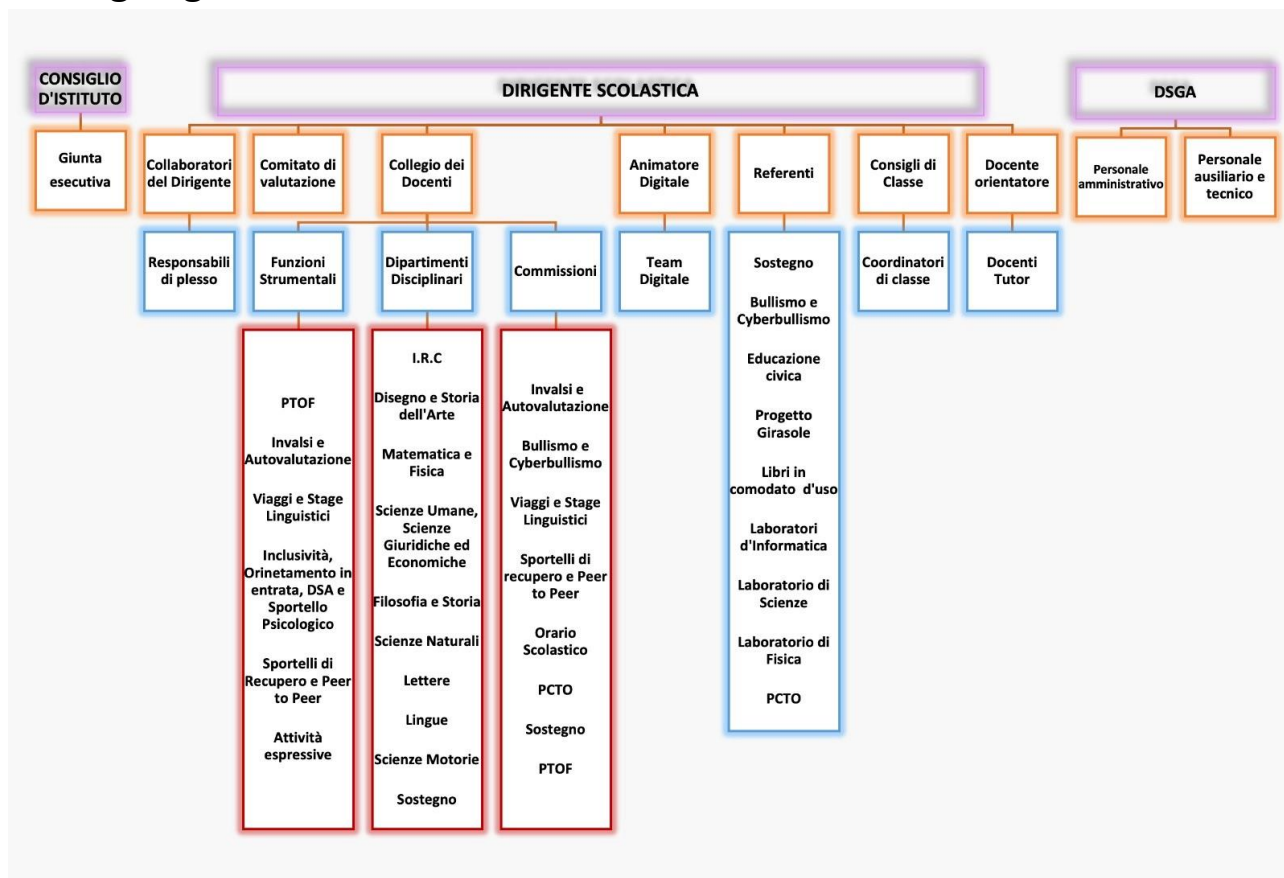 CONSIGLIO
D'ISTITUTO
DIRIGENTE SCOLASTICA
DSGA
Giunta
esecutiva
Collaboratori
del Dirigente
Comitato di
valutazione
Collegio dei
Docenti
Animatore
Digitale
Referenti
Consigli di
Classe
Docente
orientatore
Personale
amministrativo
Personale
ausiliario e
tecnico
Responsabili
di plesso
Funzioni
Strumentali
Dipartimenti
Disciplinari
Commissioni
Team
Digitale
Coordinatori
di classe
Docenti
Tutor
PTOF
Invalsi e
Autovalutazione
Viaggi e Stage
Linguistici
Inclusività,
Orinetamento in
entrata, DSA e
Sportello
Psicologico
Sportelli di
Recupero e Peer
to Peer
Attività
espressive
I.R.C
Disegno e Storia
dell'Arte
Matematica e
Fisica
Scienze Umane,
Scienze
Giuridiche ed
Economiche
Filosofia e Storia
Scienze Naturali
Lettere
Lingue
Scienze Motorie
Sostegno
Invalsi e
Autovalutazione
Bullismo e
Cyberbullismo
Viaggi e Stage
Linguistici
Sportelli di
recupero e Peer
to Peer
Orario
Scolastico
PCTO
Sostegno
PTOF
Sostegno
Bullismo e
Cyberbullismo
Educazione
civica
Progetto
Girasole
Libri in
comodato d'uso
Laboratori
d'Informatica
Laboratorio di
Scienze
Laboratorio di
Fisica
PCTO